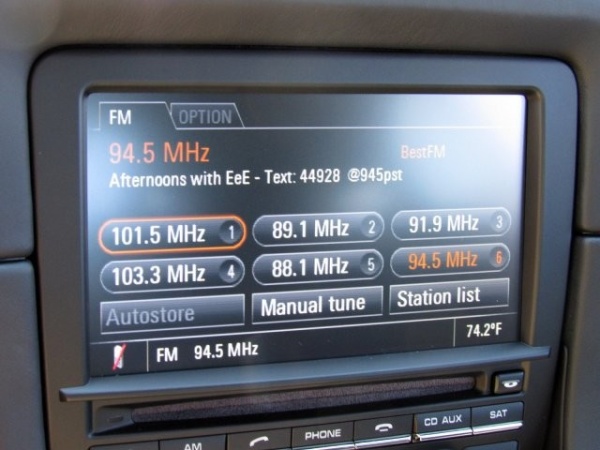 FM OPTION
94.5 MHz BestFM
Afternoons with EeE - Text: 44928 @945pst
101.5 MHz 1 89.1 MHz 2 91.9 MHz 3
103.3 MHz 4 88.1 MHz 5 94.5 MHz 6
Autostore Manual tune Station list
FM 94.5 MHz 74.2°F
AM PHONE CD AUX SAT